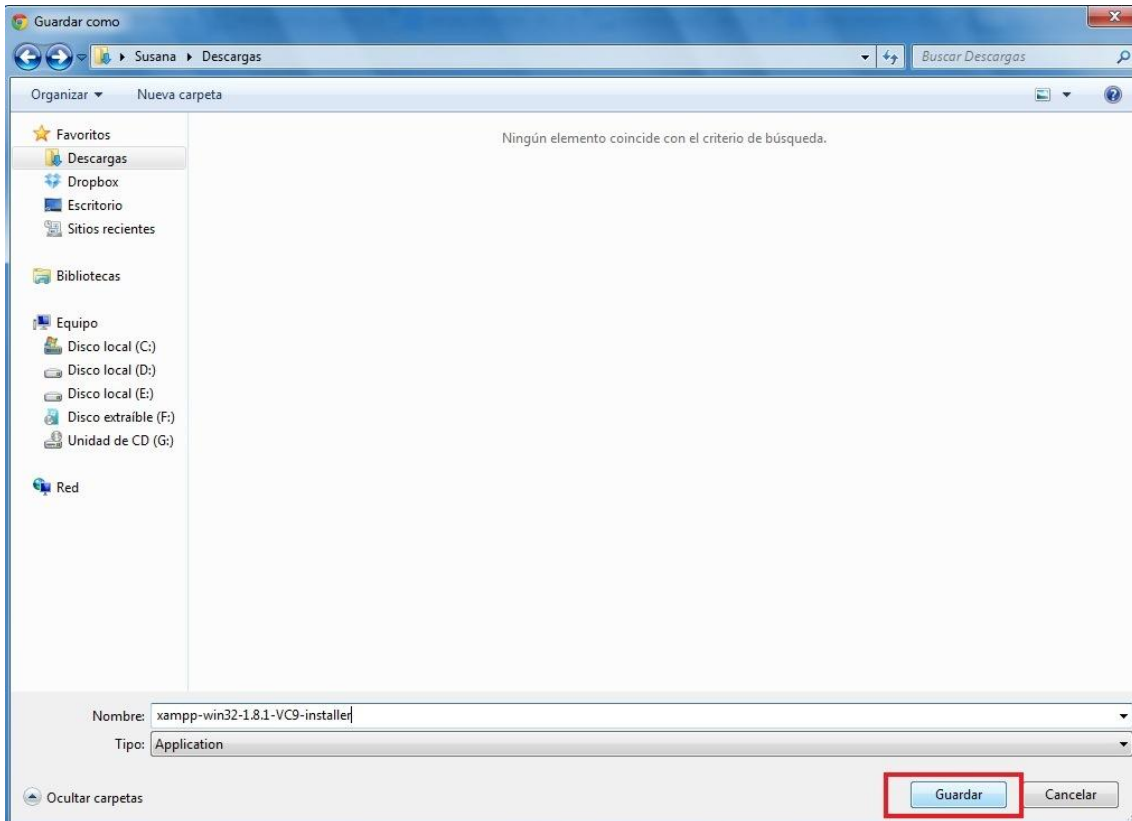 Guardar como
Susana ▸ Descargas
Buscar Descargas
Organizar
Nueva carpeta
Favoritos
Descargas
Dropbox
Escritorio
Sitios recientes
Bibliotecas
Equipo
Disco local (C:)
Disco local (D:)
Disco local (E:)
Disco extraíble (F:)
Unidad de CD (G:)
Red
Ningún elemento coincide con el criterio de búsqueda.
Nombre: xampp-win32-1.8.1-VC9-installer
Tipo: Application
Ocultar carpetas
Guardar
Cancelar